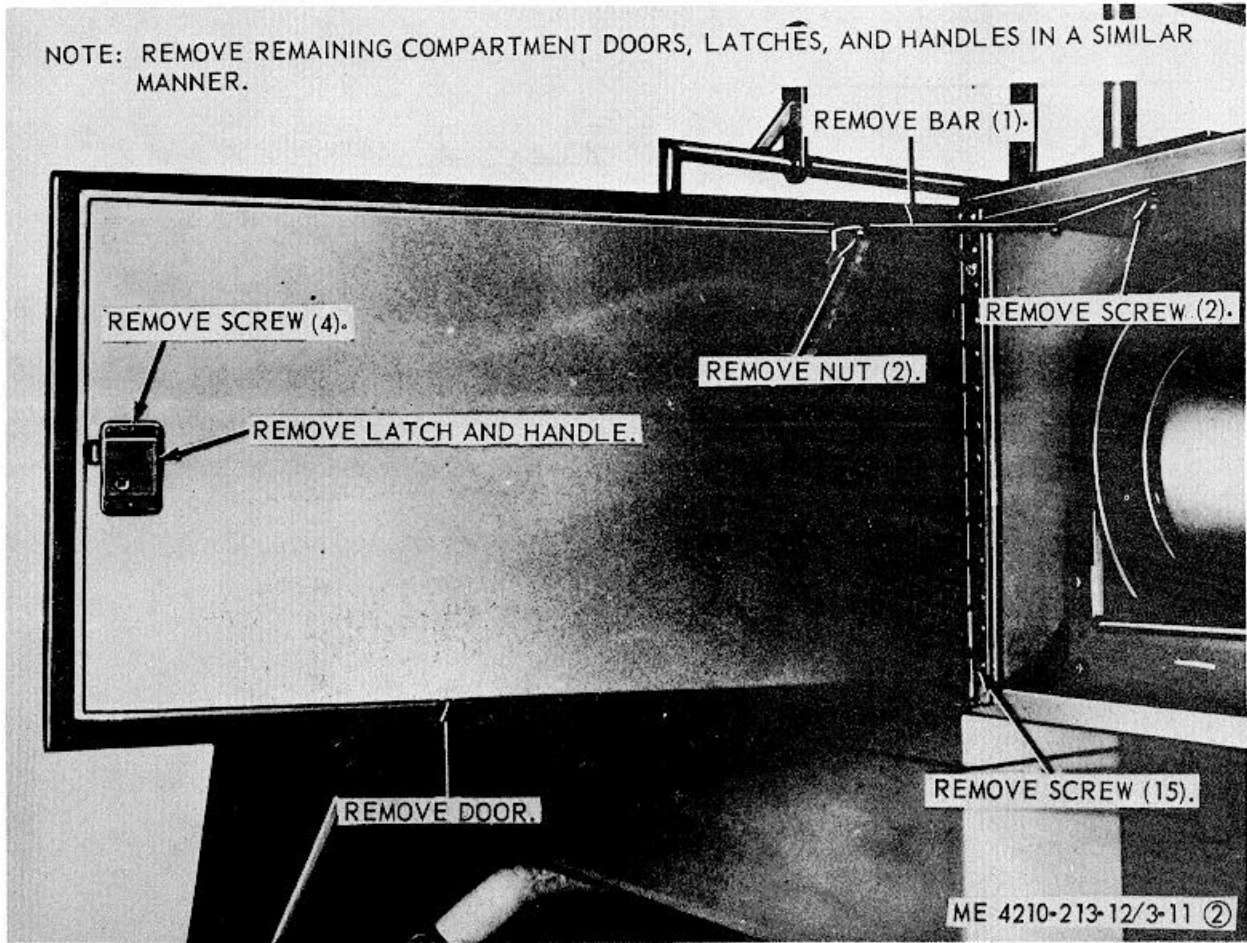 NOTE: REMOVE REMAINING COMPARTMENT DOORS, LATCHES, AND HANDLES IN A SIMILAR
MANNER.
REMOVE BAR (1).
REMOVE SCREW (4).
REMOVE SCREW (2).
REMOVE NUT (2).
REMOVE LATCH AND HANDLE.
REMOVE SCREW (15).
REMOVE DOOR.
ME 4210-213-12/3-11 ②